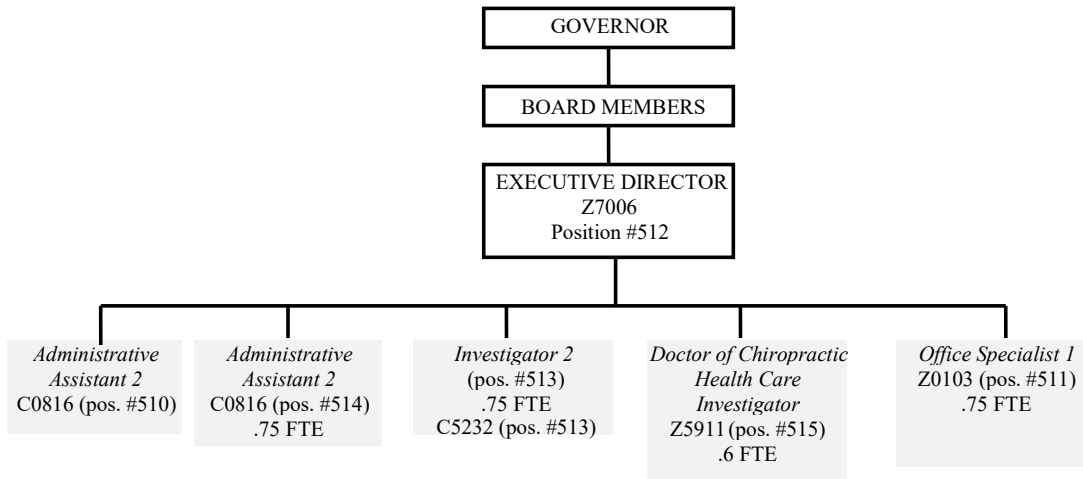 GOVERNOR
BOARD MEMBERS
EXECUTIVE DIRECTOR
Z7006
Position #512
Administrative
Assistant 2
C0816 (pos. #510)
Administrative
Assistant 2
C0816 (pos. #514)
.75 FTE
Investigator 2
(pos. #513)
.75 FTE
C5232 (pos. #513)
Doctor of Chiropractic
Health Care
Investigator
Z5911 (pos. #515)
.6 FTE
Office Specialist 1
Z0103 (pos. #511)
.75 FTE